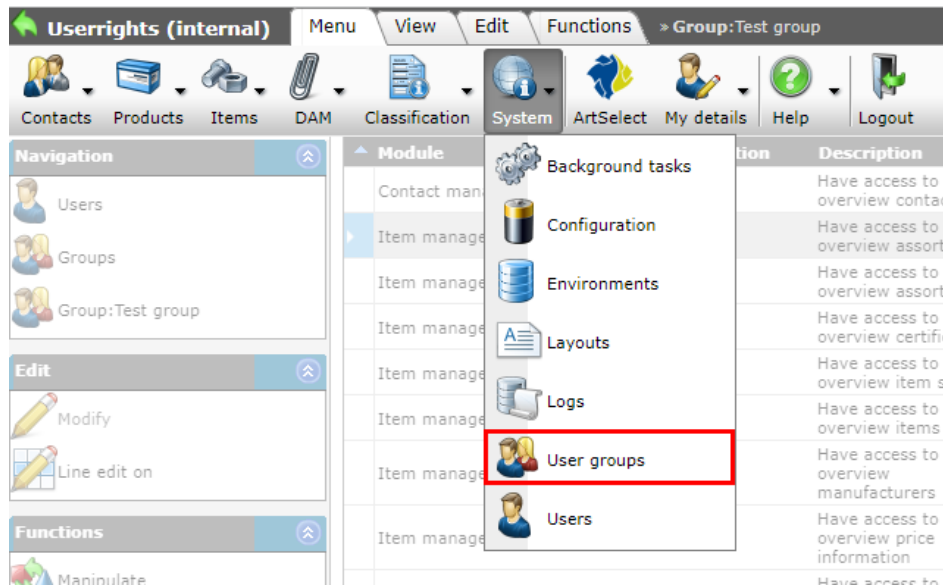 Userrights (internal)
Menu
View
Edit
Functions
» Group:Test group
Contacts
Products
Items
DAM
Classification
System
ArtSelect
My details
Help
Logout
Navigation
Users
Groups
Group:Test group
Edit
Modify
Line edit on
Functions
Manipulate
Background tasks
Configuration
Environments
Layouts
Logs
User groups
Users
Module
tion
Description
Contact man
Have access to
overview contac
Item manage
Have access to
overview assort
Item manage
Have access to
overview assort
Item manage
Have access to
overview certifi
Item manage
Have access to
overview item s
Item manage
Have access to
overview items
Item manage
Have access to
overview
manufacturers
Item manage
Have access to
overview price
information
Have access to